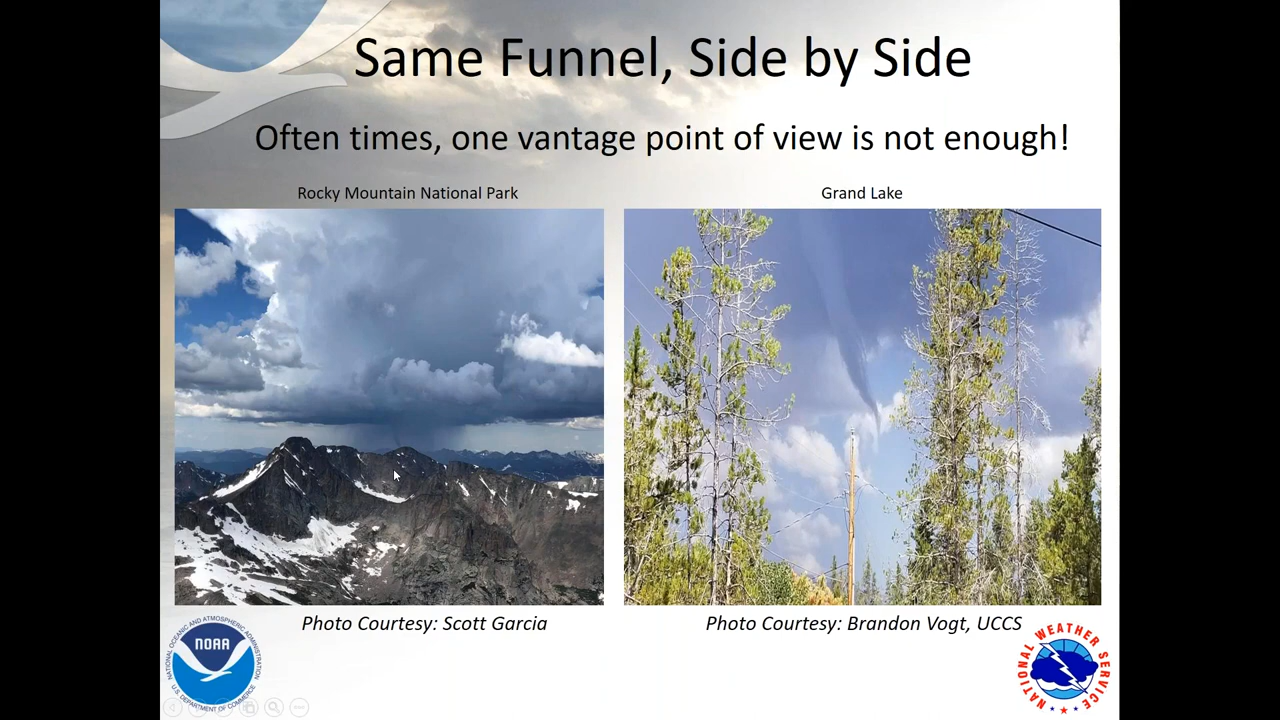 Same Funnel, Side by Side
Often times, one vantage point of view is not enough!
Rocky Mountain National Park
Grand Lake
Photo Courtesy: Scott Garcia
Photo Courtesy: Brandon Vogt, UCCS
NATIONAL OCEANIC AND ATMOSPHERIC ADMINISTRATION
NOAA
U.S. DEPARTMENT OF COMMERCE
NATIONAL WEATHER SERVICE